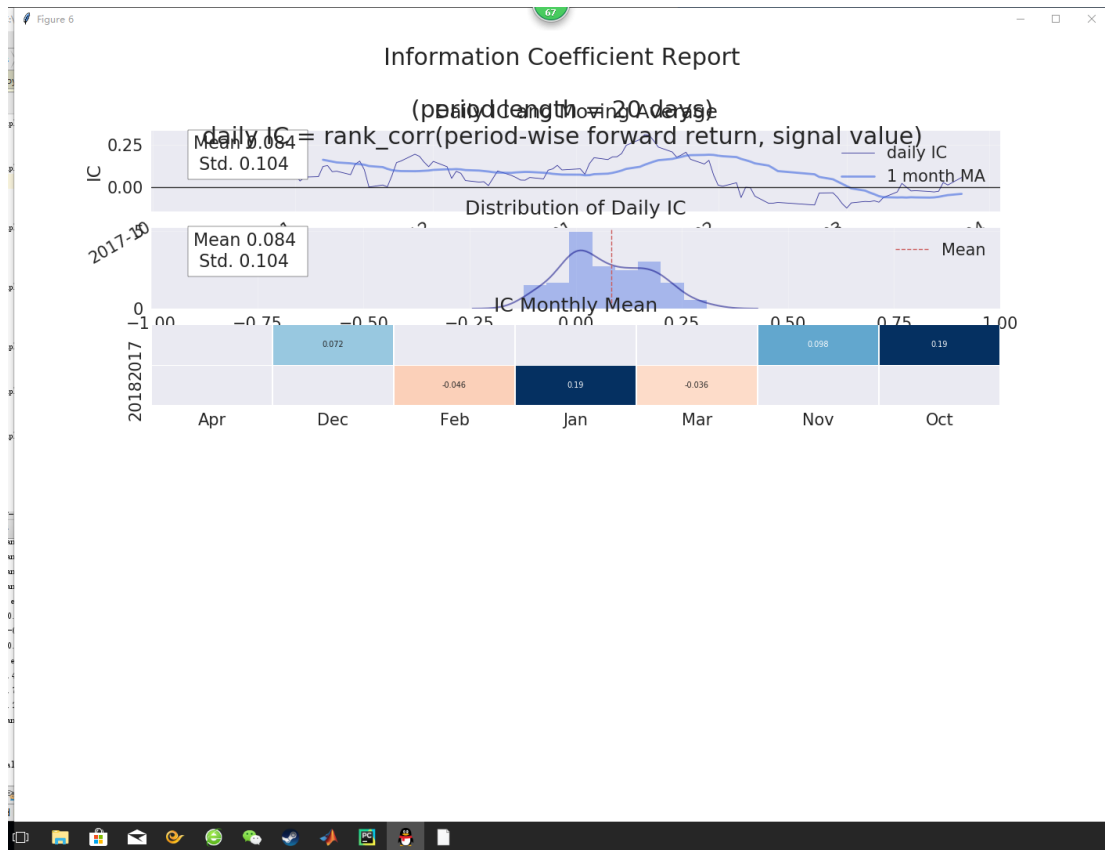 Figure 6
67
Information Coefficient Report
(period length = 20 days)
Daily IC and Moving Average
daily IC = rank_corr(period-wise forward return, signal value)
Mean 0.084
Std. 0.104
daily IC
1 month MA
IC
0.25
0.00
2017-10
Distribution of Daily IC
Mean 0.084
Std. 0.104
Mean
0
−1.00 −0.75 −0.50 −0.25 0.00 0.25 0.50 0.75 1.00
IC Monthly Mean
2017
0.072 0.098 0.19
2018
-0.046 0.19 -0.036
Apr Dec Feb Jan Mar Nov Oct
PC